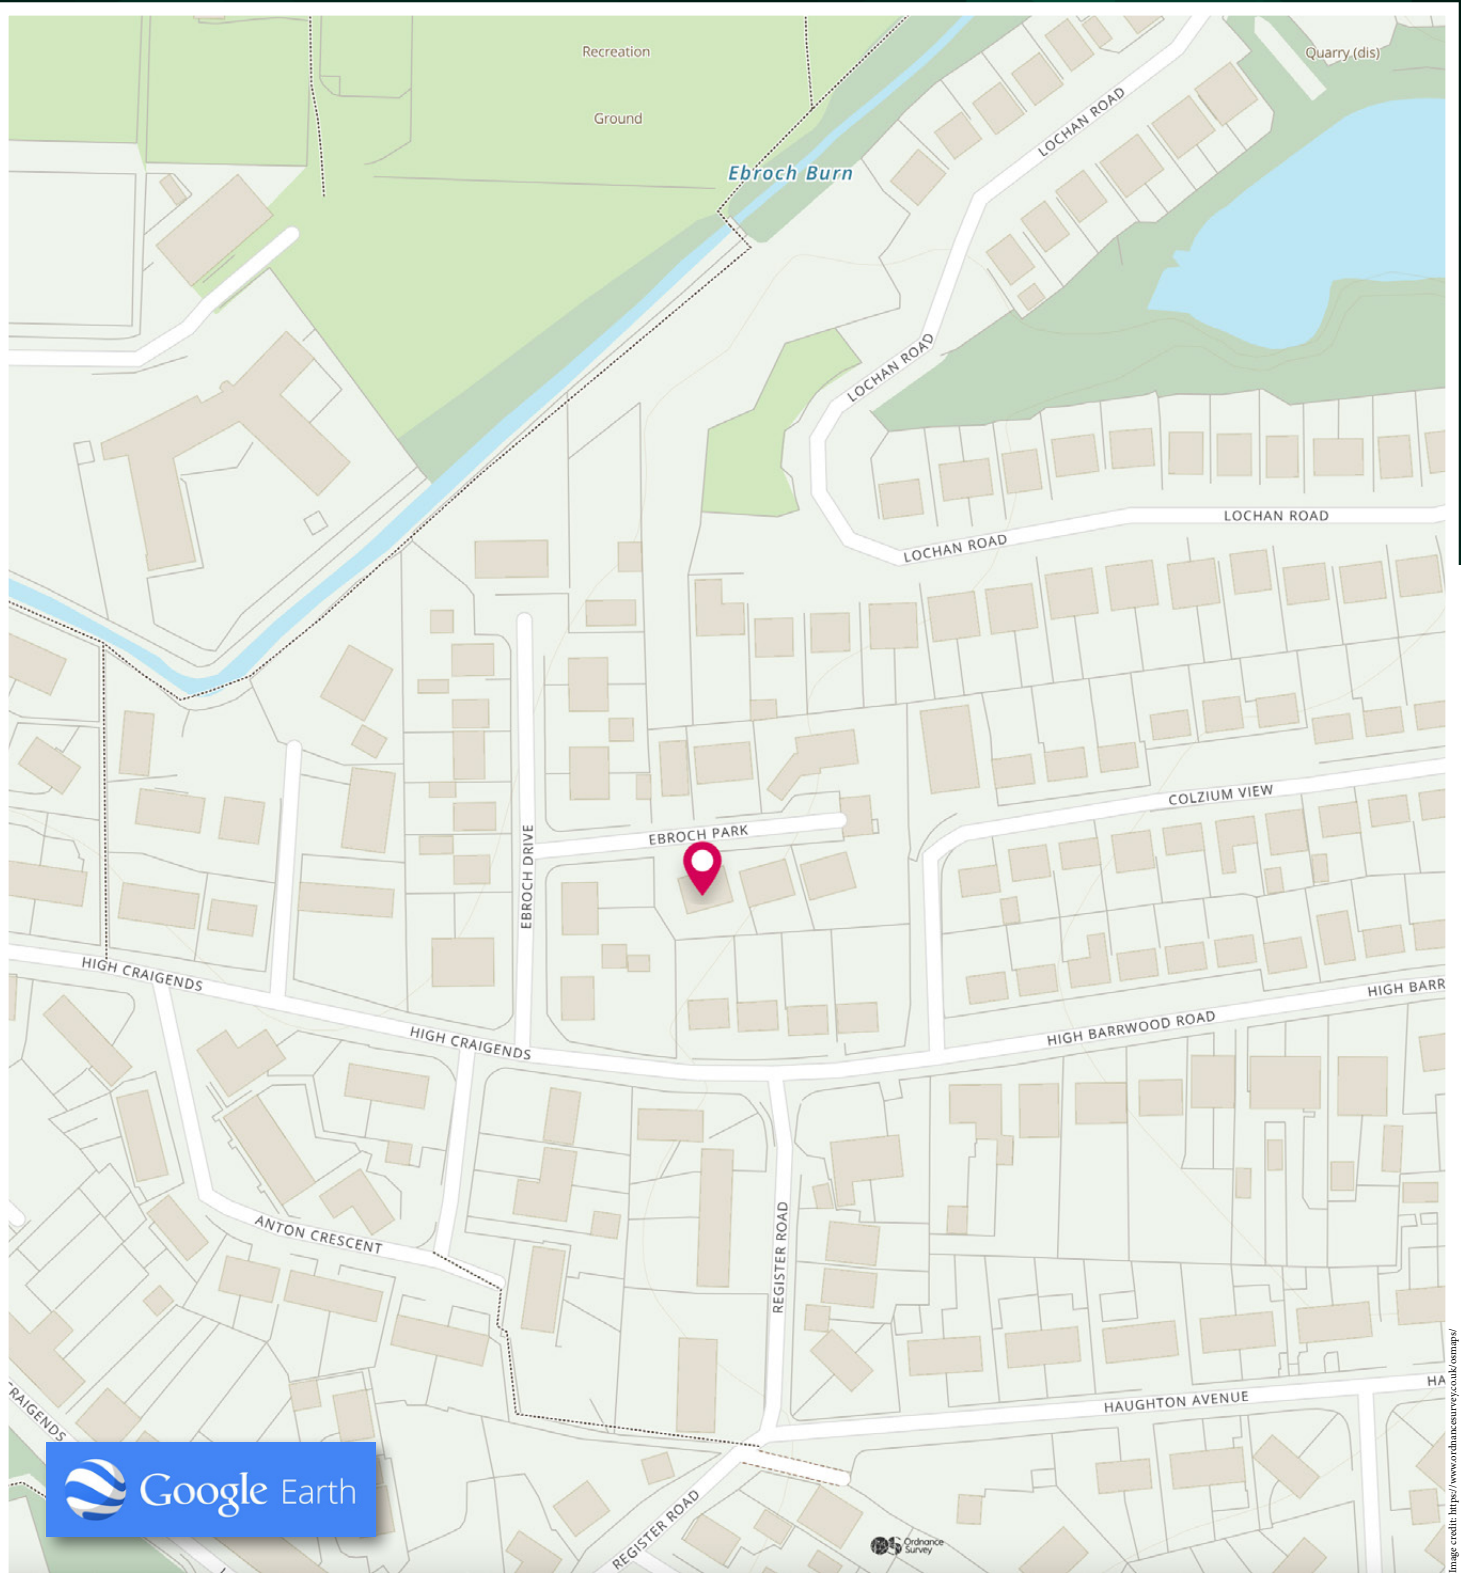 Recreation
Ground
Quarry (dis)
Ebroch Burn
LOCHAN ROAD
LOCHAN ROAD
LOCHAN ROAD
LOCHAN ROAD
COLZIUM VIEW
EBROCH PARK
EBROCH DRIVE
HIGH CRAIGENDS
HIGH CRAIGENDS
HIGH BARR
HIGH BARRWOOD ROAD
ANTON CRESCENT
REGISTER ROAD
HAUGHTON AVENUE
HA
RAIGENDS
REGISTER ROAD
Google Earth
OS Ordnance
Survey
Image credit: https://www.ordnancesurvey.co.uk/osmaps/